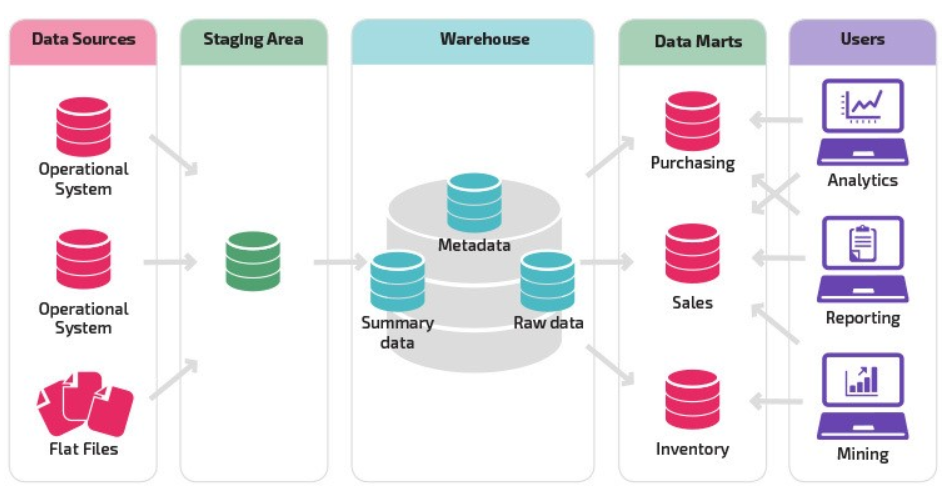 Data Sources
Staging Area
Warehouse
Data Marts
Users
Operational
System
Operational
System
Flat Files
Metadata
Summary
data
Raw data
Purchasing
Sales
Inventory
Analytics
Reporting
Mining